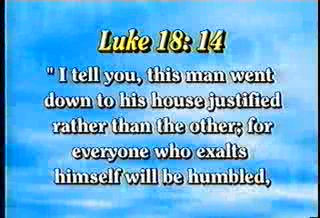 Luke 18: 14
" I tell you, this man went
down to his house justified
rather than the other; for
everyone who exalts
himself will be humbled,